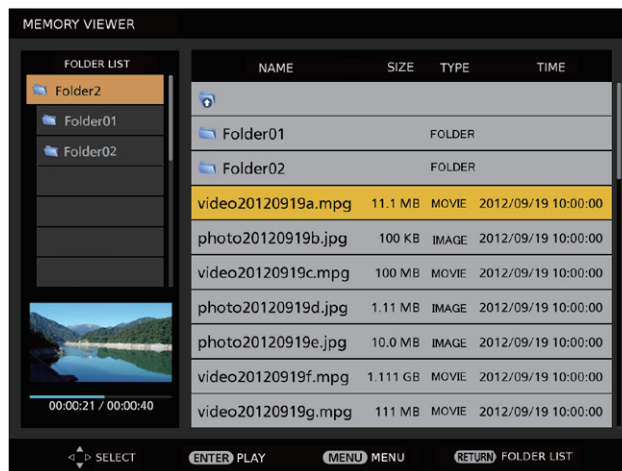 MEMORY VIEWER
FOLDER LIST
Folder2
Folder01
Folder02
00:00:21 / 00:00:40
NAME SIZE TYPE TIME
Folder01 FOLDER
Folder02 FOLDER
video20120919a.mpg 11.1 MB MOVIE 2012/09/19 10:00:00
photo20120919b.jpg 100 KB IMAGE 2012/09/19 10:00:00
video20120919c.mpg 100 MB MOVIE 2012/09/19 10:00:00
photo20120919d.jpg 1.11 MB IMAGE 2012/09/19 10:00:00
photo20120919e.jpg 10.0 MB IMAGE 2012/09/19 10:00:00
video20120919f.mpg 1.111 GB MOVIE 2012/09/19 10:00:00
video20120919g.mpg 111 MB MOVIE 2012/09/19 10:00:00
SELECT ENTER PLAY MENU MENU RETURN FOLDER LIST